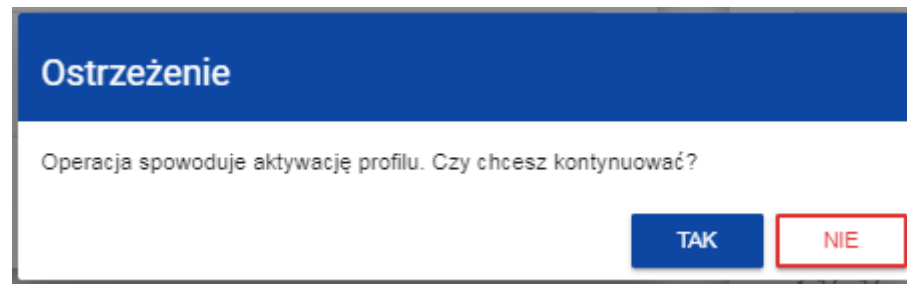 Ostrzeżenie
Operacja spowoduje aktywację profilu. Czy chcesz kontynuować?
TAK NIE